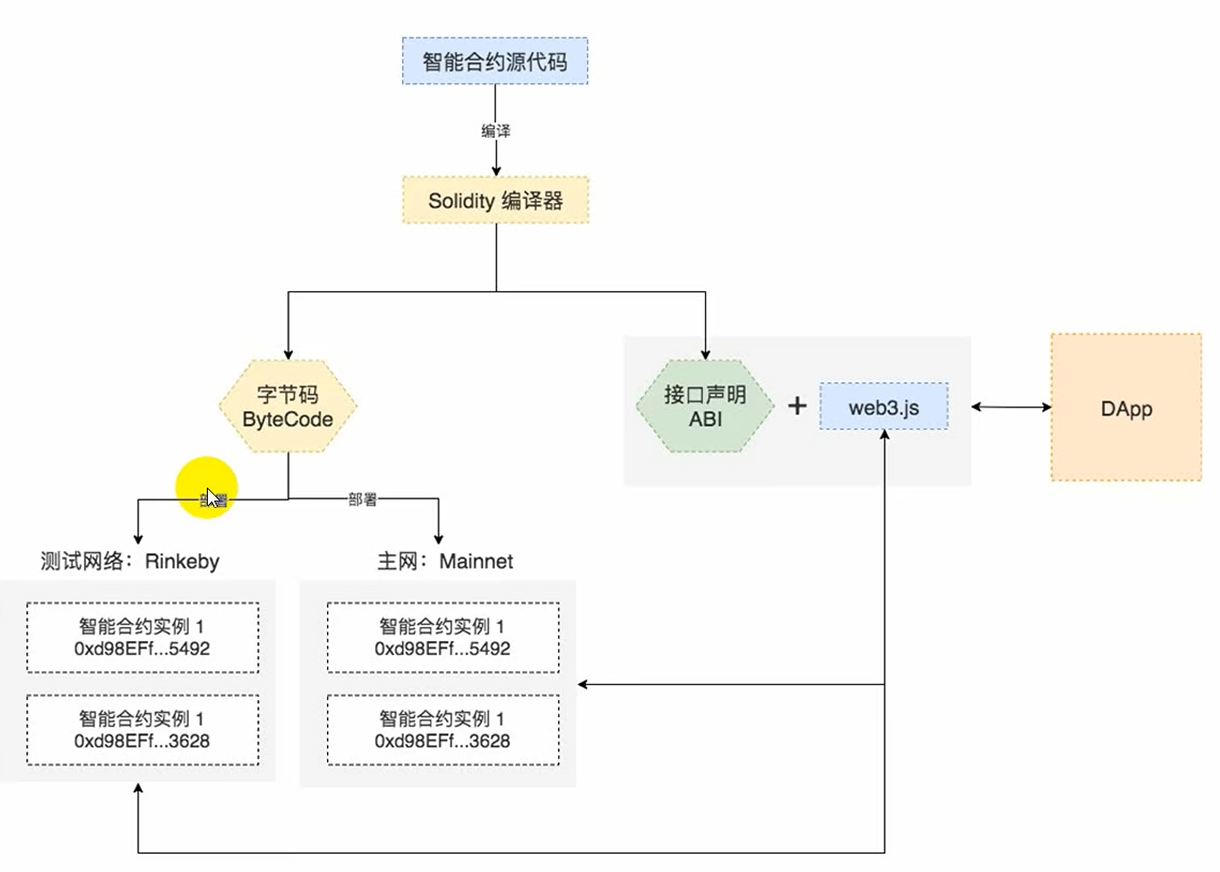 智能合约源代码
编译
Solidity 编译器
字节码
ByteCode
接口声明
ABI
+
web3.js
DApp
部署
部署
测试网络：Rinkeby
主网：Mainnet
智能合约实例 1
0xd98EFf...5492
智能合约实例 1
0xd98EFf...3628
智能合约实例 1
0xd98EFf...5492
智能合约实例 1
0xd98EFf...3628